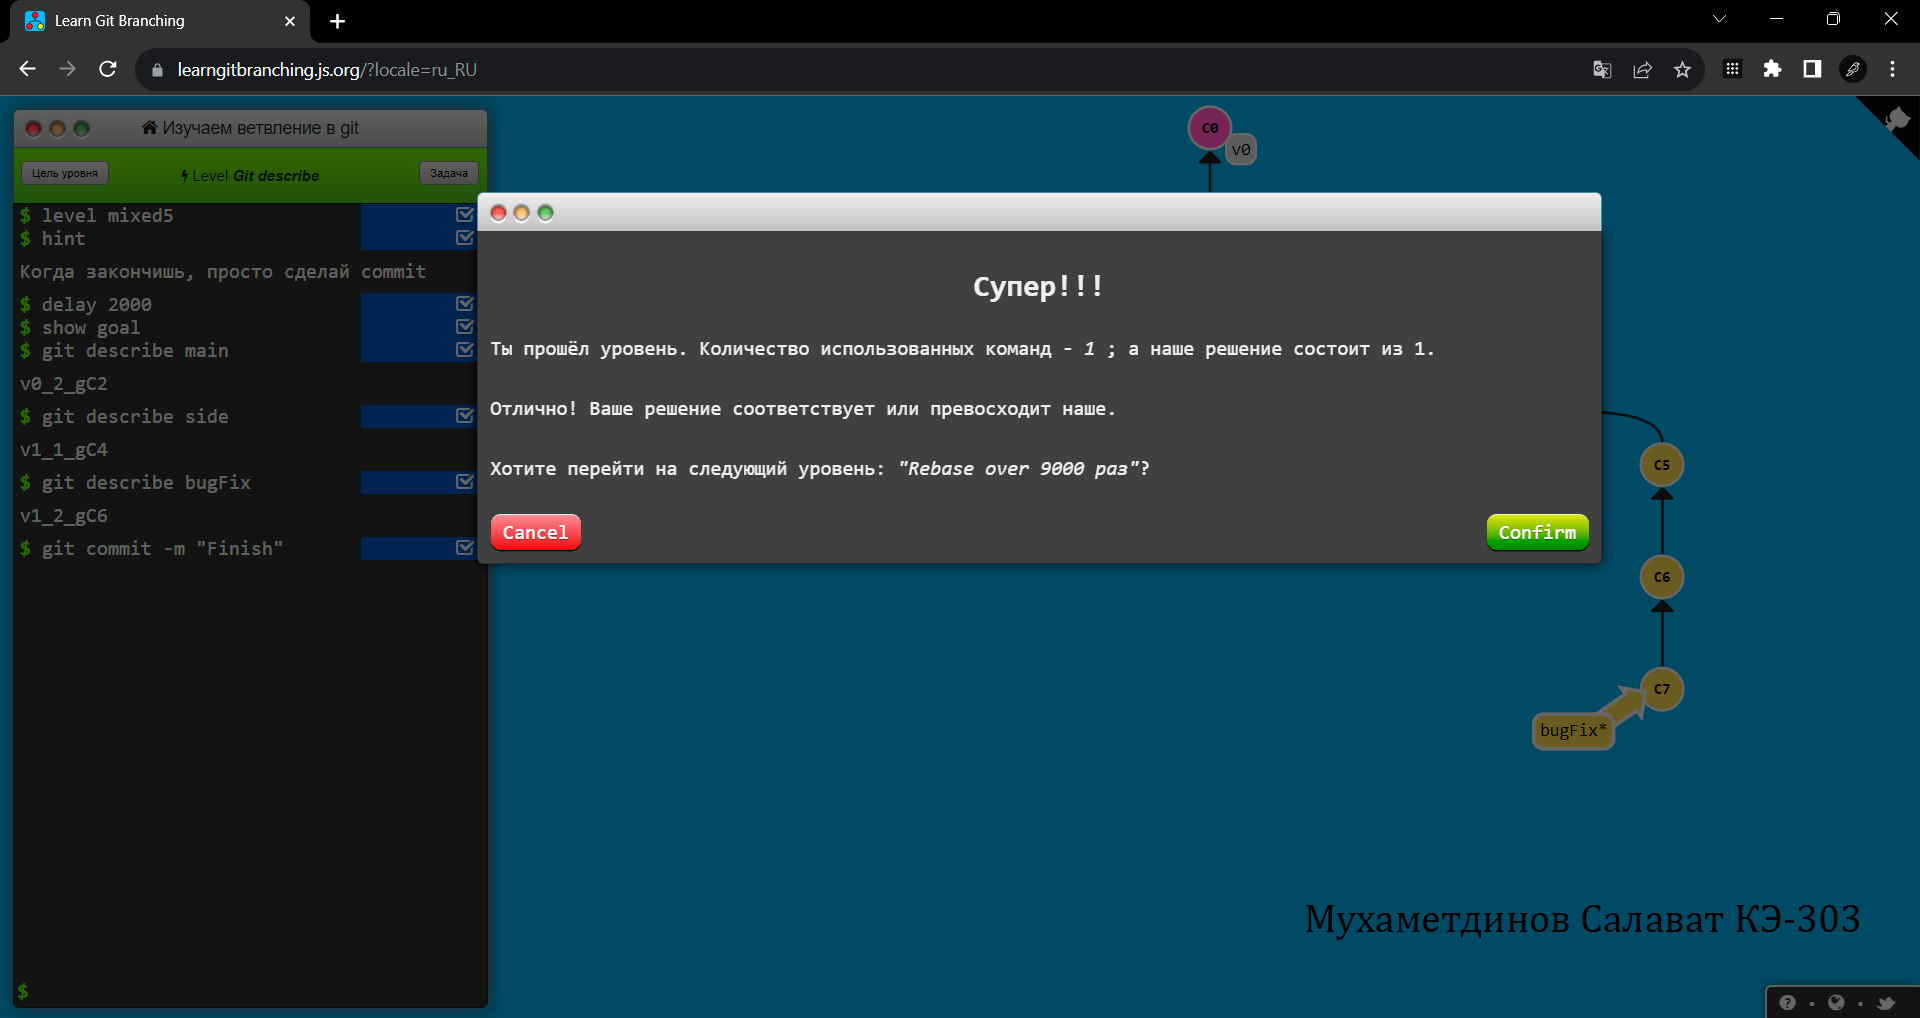 Learn Git Branching
learngitbranching.js.org/?locale=ru_RU
Изучаем ветвление в git
Цель уровня
Level Git describe
Задача
$ level mixed5
$ hint
Когда закончишь, просто сделай commit
$ delay 2000
$ show goal
$ git describe main
v0_2_gC2
$ git describe side
v1_1_gC4
$ git describe bugFix
v1_2_gC6
$ git commit -m "Finish"
$
C0
v0
Супер!!!
Ты прошёл уровень. Количество использованных команд - 1 ; а наше решение состоит из 1.
Отлично! Ваше решение соответствует или превосходит наше.
Хотите перейти на следующий уровень: "Rebase over 9000 раз"?
Cancel
Confirm
C5
C6
C7
bugFix*
Мухаметдинов Салават КЭ-303